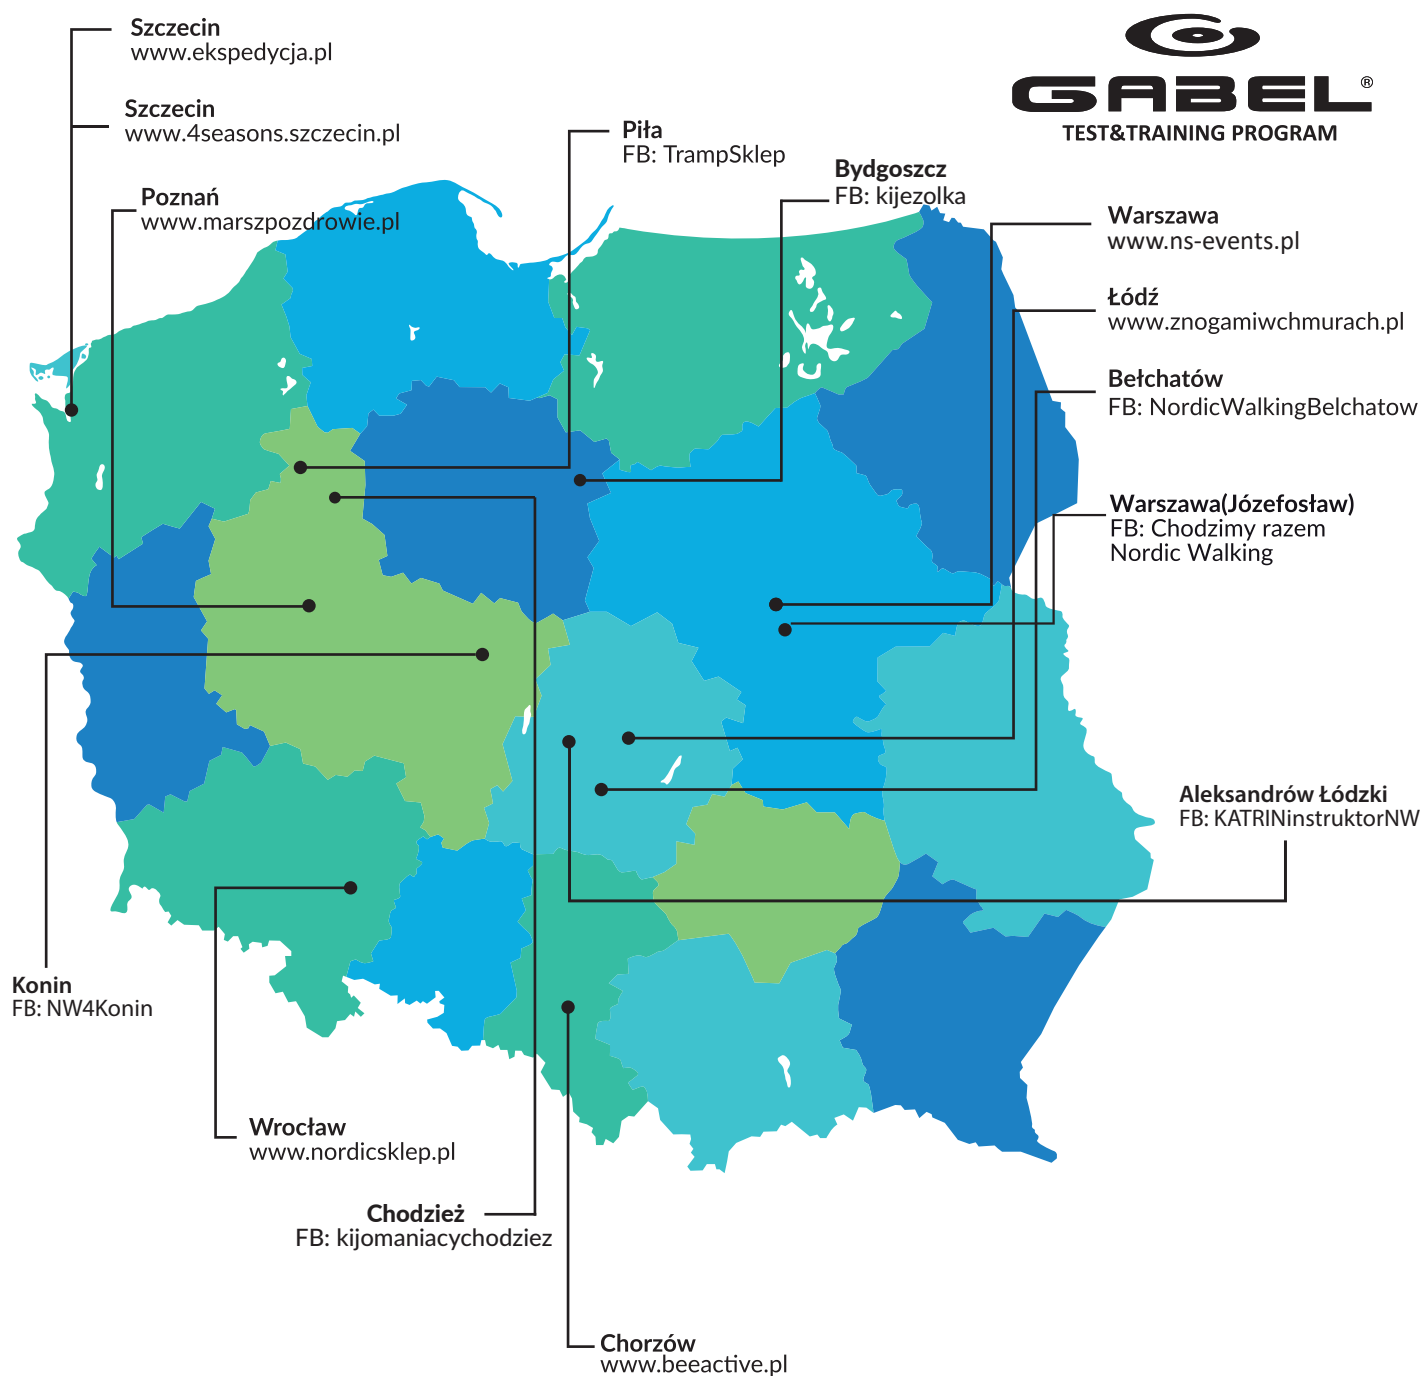 Szczecin
www.ekspedycja.pl
Szczecin
www.4seasons.szczecin.pl
Poznań
www.marszpozdrowie.pl
Piła
FB: TrampSklep
Bydgoszcz
FB: kijezolka
GABEL®
TEST&TRAINING PROGRAM
Warszawa
www.ns-events.pl
Łódź
www.znogamiwchmurach.pl
Bełchatów
FB: NordicWalkingBelchatow
Warszawa(Józefosław)
FB: Chodzimy razem
Nordic Walking
Aleksandrów Łódzki
FB: KATRINinstruktorNW
Konin
FB: NW4Konin
Wrocław
www.nordicsklep.pl
Chodzież
FB: kijomaniacychodziez
Chorzów
www.beeactive.pl